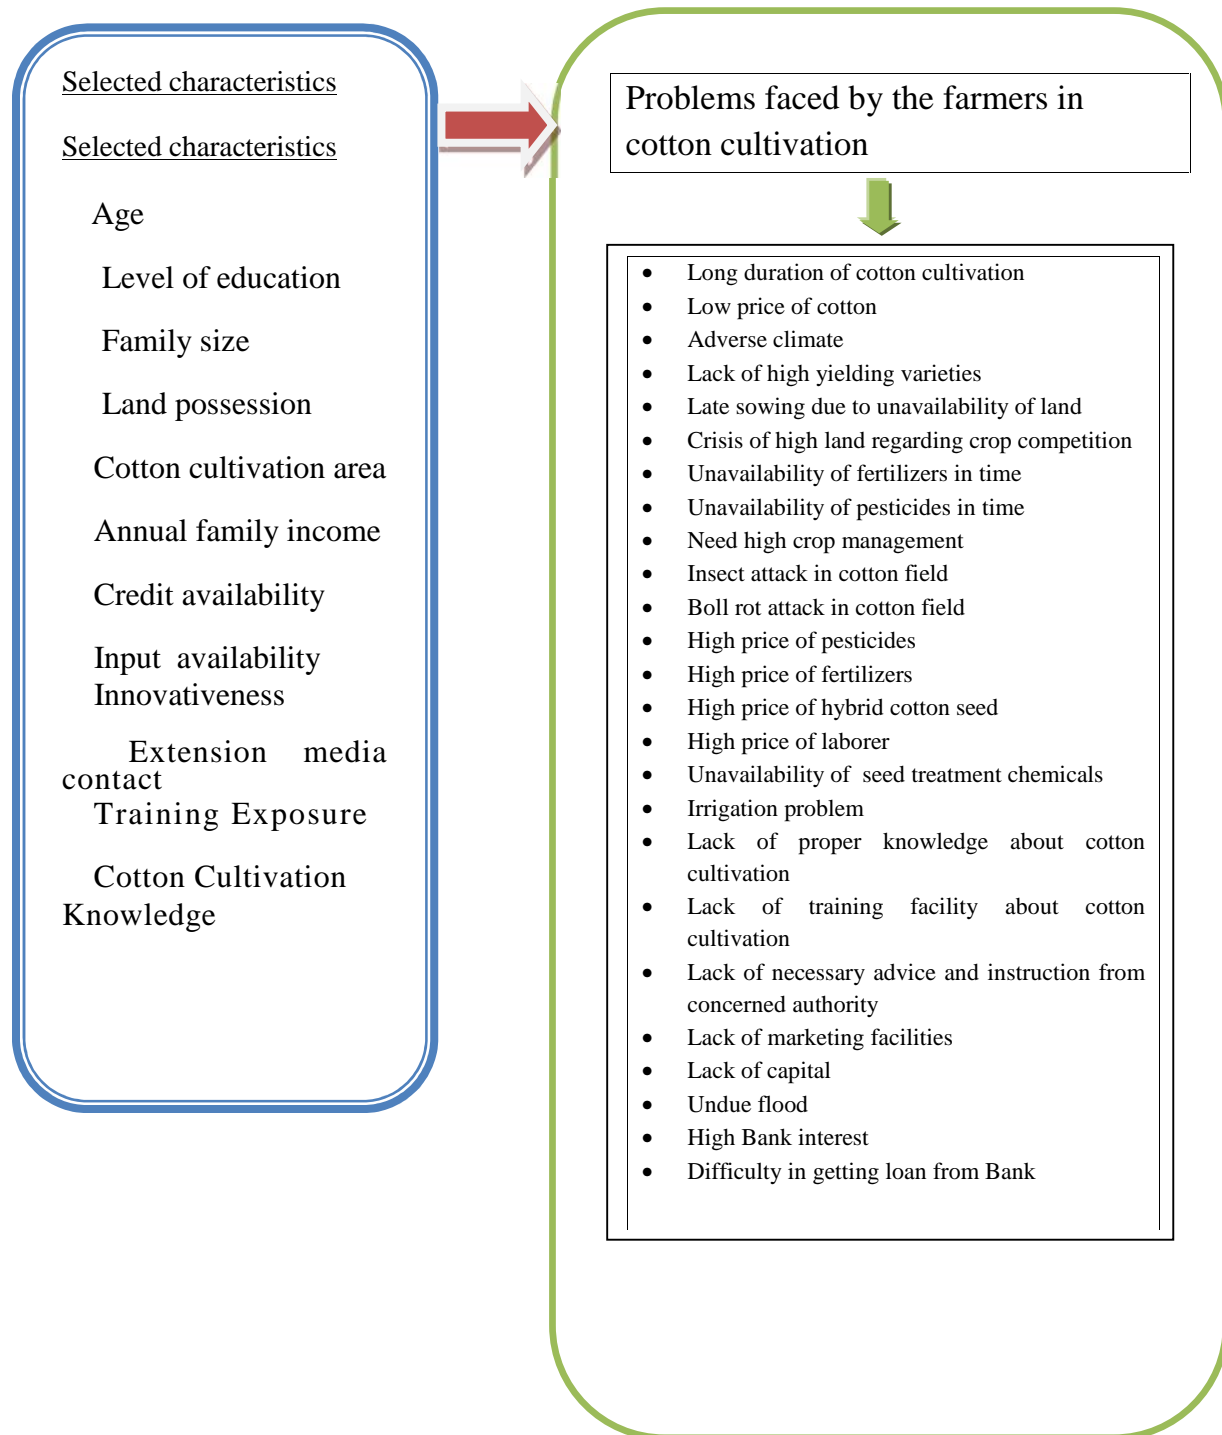 Selected characteristics
Selected characteristics
Age
Level of education
Family size
Land possession
Cotton cultivation area
Annual family income
Credit availability
Input availability
Innovativeness
Extension media
contact
Training Exposure
Cotton Cultivation
Knowledge
Problems faced by the farmers in
cotton cultivation
• Long duration of cotton cultivation
• Low price of cotton
• Adverse climate
• Lack of high yielding varieties
• Late sowing due to unavailability of land
• Crisis of high land regarding crop competition
• Unavailability of fertilizers in time
• Unavailability of pesticides in time
• Need high crop management
• Insect attack in cotton field
• Boll rot attack in cotton field
• High price of pesticides
• High price of fertilizers
• High price of hybrid cotton seed
• High price of laborer
• Unavailability of seed treatment chemicals
• Irrigation problem
• Lack of proper knowledge about cotton
cultivation
• Lack of training facility about cotton
cultivation
• Lack of necessary advice and instruction from
concerned authority
• Lack of marketing facilities
• Lack of capital
• Undue flood
• High Bank interest
• Difficulty in getting loan from Bank